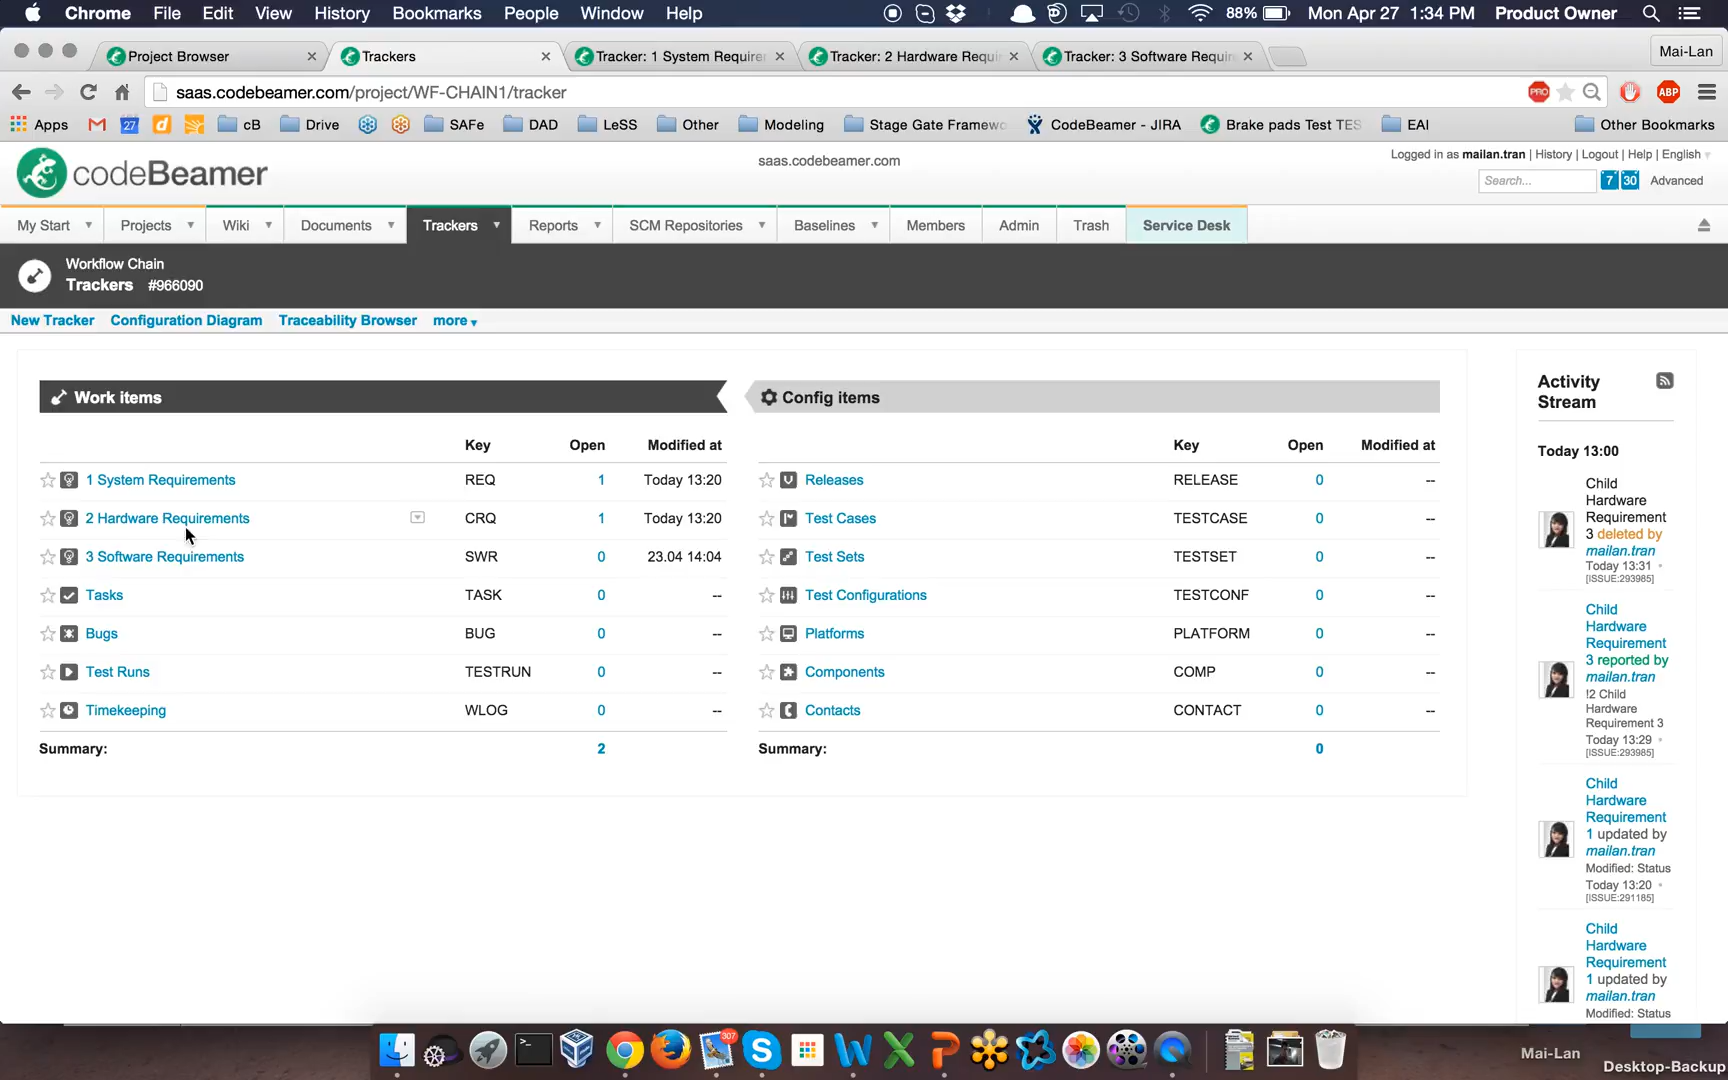 Chrome File Edit View History Bookmarks People Window Help 88% Mon Apr 27 1:34 PM Product Owner
Project Browser Trackers Tracker: 1 System Require Tracker: 2 Hardware Requi Tracker: 3 Software Requir Mai-Lan
saas.codebeamer.com/project/WF-CHAIN1/tracker PRO ABP
Apps 27 cB Drive SAFe DAD LeSS Other Modeling Stage Gate Framewo CodeBeamer - JIRA Brake pads Test TES EAI Other Bookmarks
codeBeamer
saas.codebeamer.com
Logged in as mailan.tran | History | Logout | Help | English
Search... 7 30 Advanced
My Start Projects Wiki Documents Trackers Reports SCM Repositories Baselines Members Admin Trash Service Desk
Workflow Chain
Trackers #966090
New Tracker Configuration Diagram Traceability Browser more
Work items
Key Open Modified at
1 System Requirements REQ 1 Today 13:20
2 Hardware Requirements CRQ 1 Today 13:20
3 Software Requirements SWR 0 23.04 14:04
Tasks TASK 0 --
Bugs BUG 0 --
Test Runs TESTRUN 0 --
Timekeeping WLOG 0 --
Summary: 2
Config items
Key Open Modified at
Releases RELEASE 0 --
Test Cases TESTCASE 0 --
Test Sets TESTSET 0 --
Test Configurations TESTCONF 0 --
Platforms PLATFORM 0 --
Components COMP 0 --
Contacts CONTACT 0 --
Summary: 0
Activity
Stream
Today 13:00
Child
Hardware
Requirement
3 deleted by
mailan.tran
Today 13:31
[ISSUE:293985]
Child
Hardware
Requirement
3 reported by
mailan.tran
!2 Child
Hardware
Requirement 3
Today 13:29
[ISSUE:293985]
Child
Hardware
Requirement
1 updated by
mailan.tran
Modified: Status
Today 13:20
[ISSUE:291185]
Child
Hardware
Requirement
1 updated by
mailan.tran
Modified: Status
307
Mai-Lan
Desktop-Backup